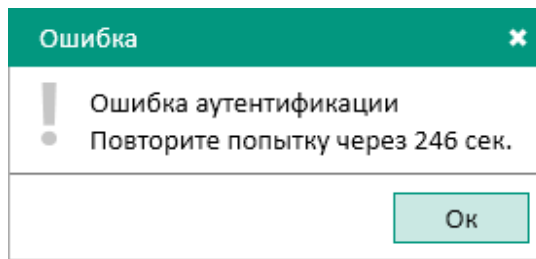 Ошибка
Ошибка аутентификации
Повторите попытку через 246 сек.
Ок